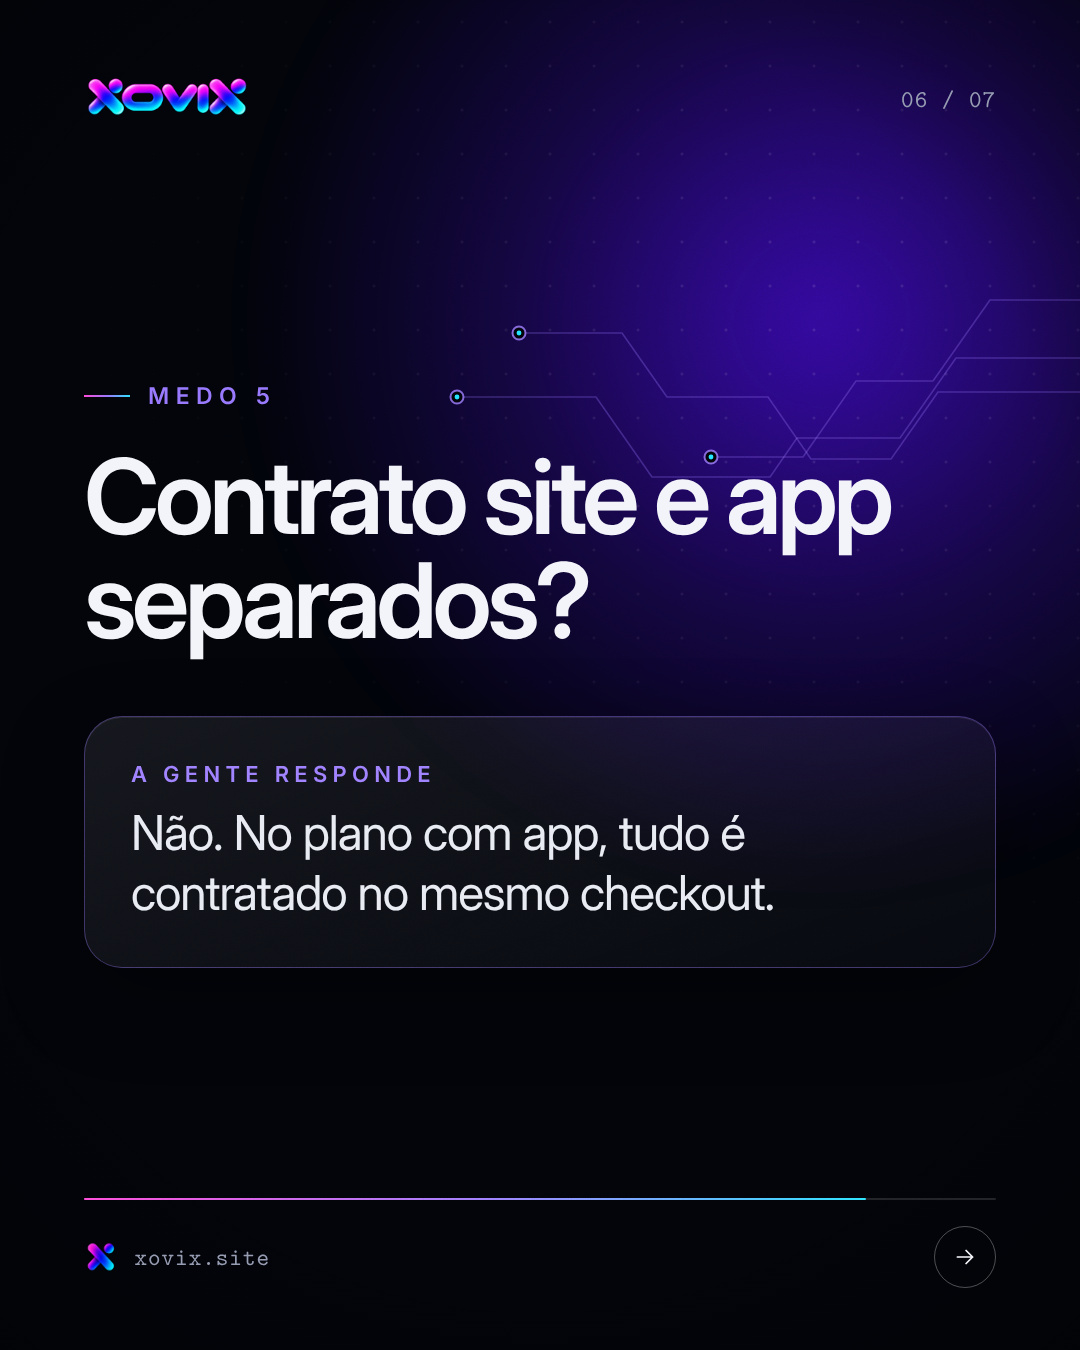 XOVIX
06 / 07
MEDO 5
Contrato site e app
separados?
A GENTE RESPONDE
Não. No plano com app, tudo é
contratado no mesmo checkout.
xovix.site